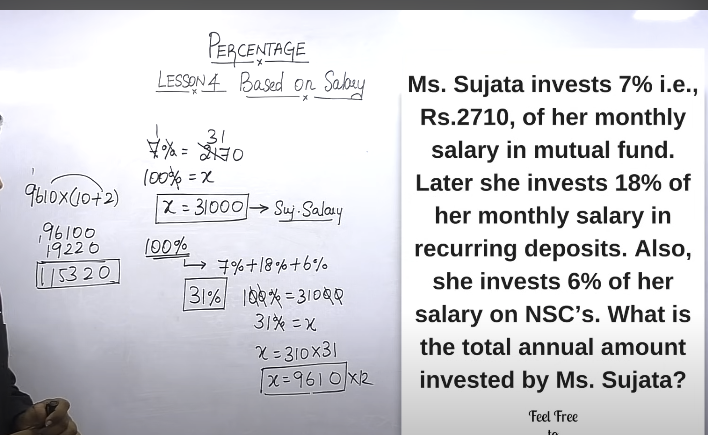 PERCENTAGE
LESSON 4 Based on Salary
7% = 2170 31
100% = x
x = 31000 → Suj. Salary
100%
→ 7%+18%+6%
31% 100% = 31000
31% = x
x = 310×31
x = 9610 ×12
1
9610×(10+2)
96100
19220
115320
Ms. Sujata invests 7% i.e.,
Rs.2710, of her monthly
salary in mutual fund.
Later she invests 18% of
her monthly salary in
recurring deposits. Also,
she invests 6% of her
salary on NSC’s. What is
the total annual amount
invested by Ms. Sujata?
Feel Free
to